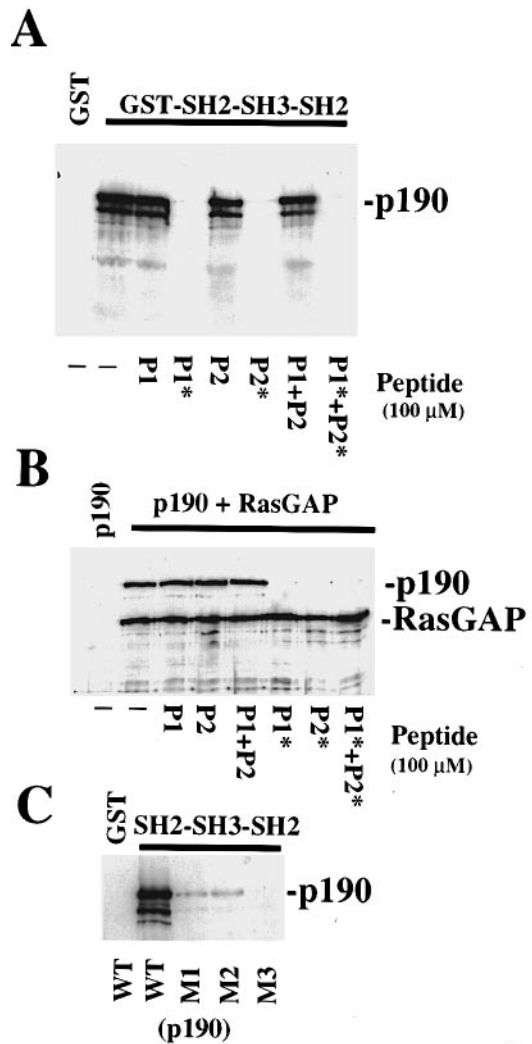 A
GST
GST-SH2-SH3-SH2
-p190
– – P1 P1* P2 P2* P1+P2 P1*+P2*
Peptide
(100 μM)
B
p190
p190 + RasGAP
-p190
-RasGAP
– – P1 P2 P1+P2 P1* P2* P1*+P2*
Peptide
(100 μM)
C
GST
SH2-SH3-SH2
-p190
WT WT M1 M2 M3
(p190)